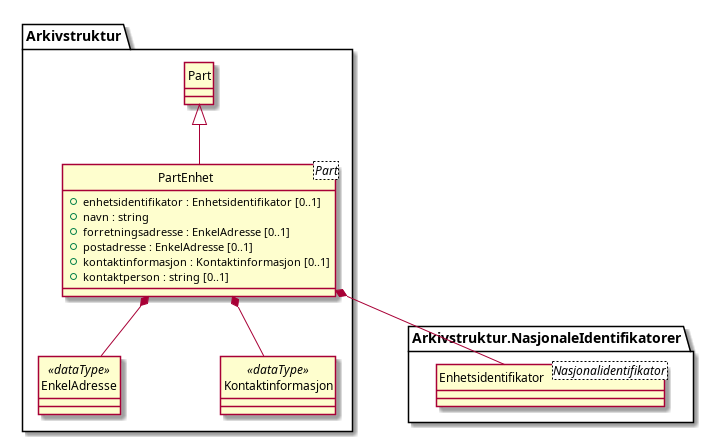 Arkivstruktur
Part
PartEnhet
Part
enhetsidentifikator : Enhetsidentifikator [0..1]
navn : string
forretningsadresse : EnkelAdresse [0..1]
postadresse : EnkelAdresse [0..1]
kontaktinformasjon : Kontaktinformasjon [0..1]
kontaktperson : string [0..1]
«dataType»
EnkelAdresse
«dataType»
Kontaktinformasjon
Arkivstruktur.NasjonaleIdentifikatorer
Enhetsidentifikator
Nasjonalidentifikator